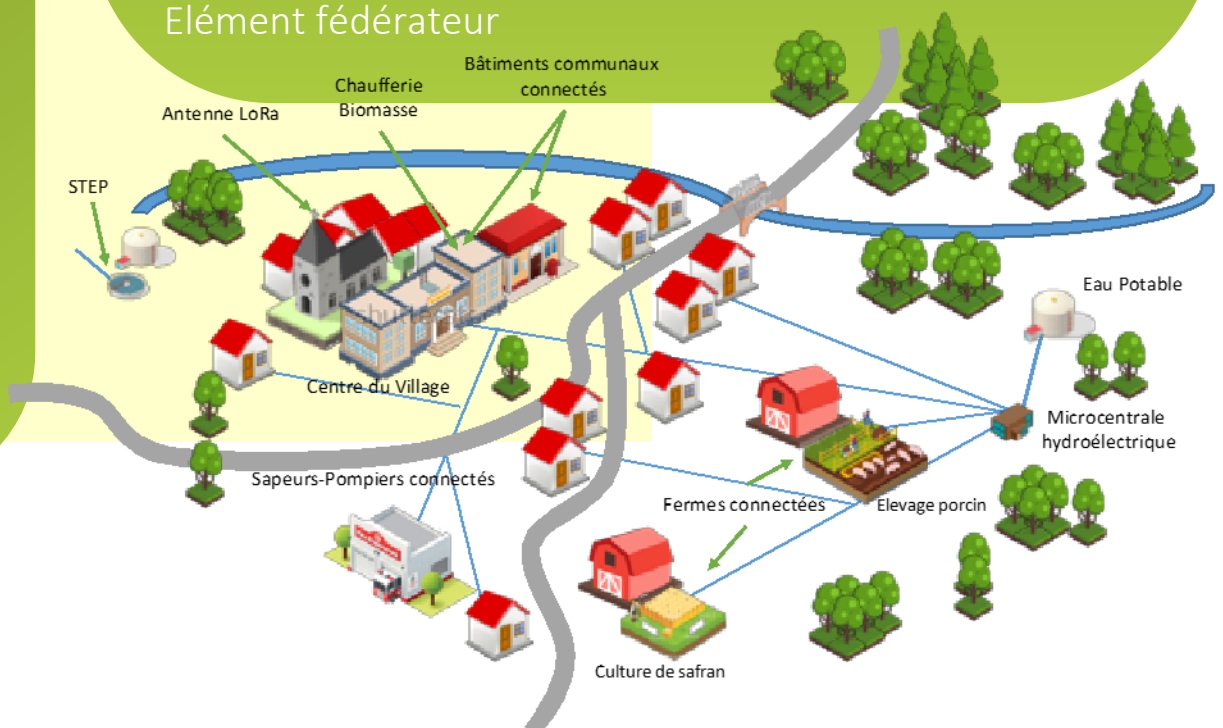 Elément fédérateur
Bâtiments communaux
connectés
Chaufferie
Biomasse
Antenne LoRa
STEP
Eau Potable
Centre du Village
Microcentrale
hydroélectrique
Sapeurs-Pompiers connectés
Fermes connectées
Elevage porcin
Culture de safran